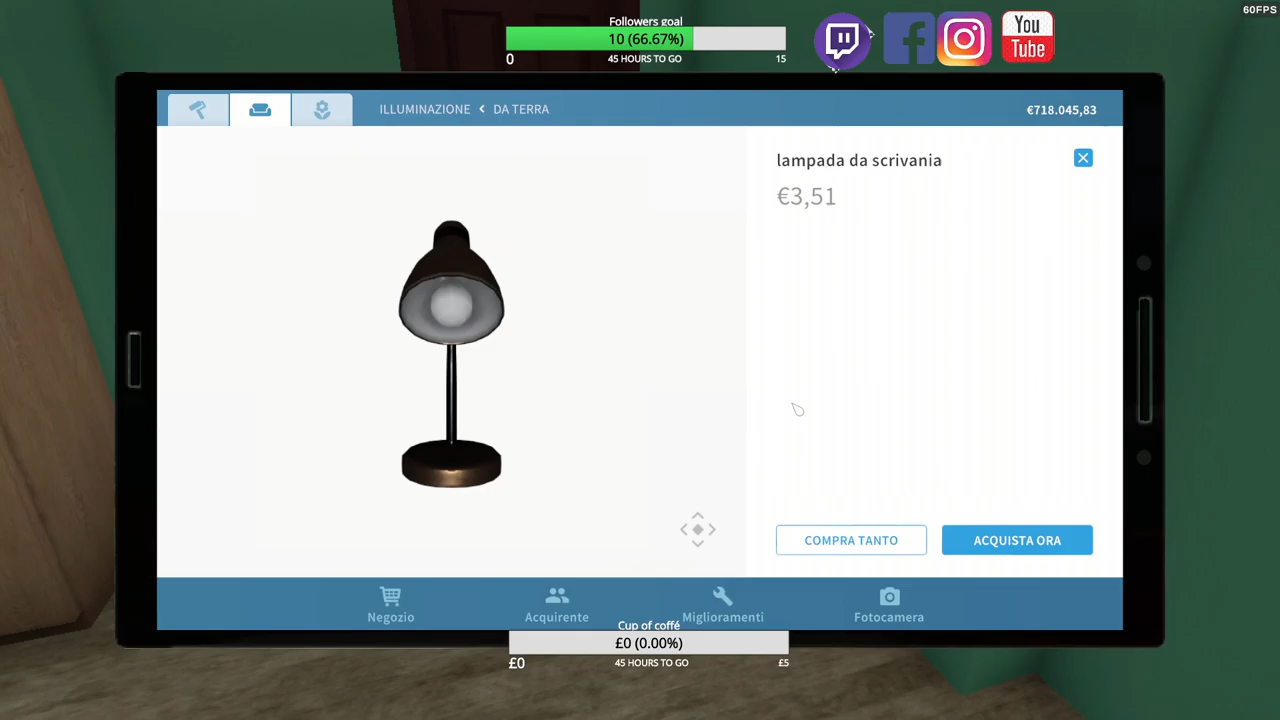 60FPS
Followers goal
10 (66.67%)
0 45 HOURS TO GO 15
You
Tube
ILLUMINAZIONE < DA TERRA
€718.045,83
lampada da scrivania
€3,51
COMPRA TANTO
ACQUISTA ORA
Negozio
Acquirente
Miglioramenti
Fotocamera
Cup of coffé
£0 (0.00%)
£0 45 HOURS TO GO £5